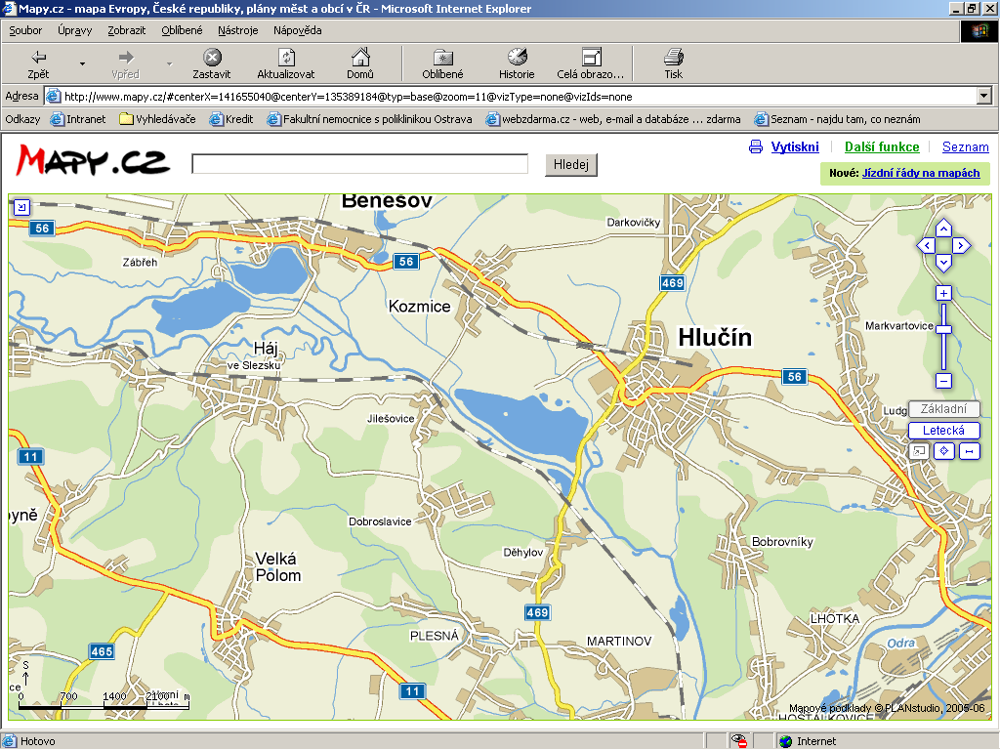 Mapy.cz - mapa Evropy, České republiky, plány měst a obcí v ČR - Microsoft Internet Explorer
Soubor Úpravy Zobrazit Oblíbené Nástroje Nápověda
Zpět Vpřed Zastavit Aktualizovat Domů Oblíbené Historie Celá obrazo... Tisk
Adresa http://www.mapy.cz/#centerX=141655040@centerY=135389184@typ=base@zoom=11@vizType=none@vizIds=none
Odkazy Intranet Vyhledávače Kredit Fakultní nemocnice s poliklinikou Ostrava webzdarma.cz - web, e-mail a databáze ... zdarma Seznam - najdu tam, co neznám
MAPY.CZ Hledej Vytiskni Další funkce Seznam
Nové: Jízdní řády na mapách
Benešov
Darkovičky
56
Zábřeh
56
469
Kozmice
Markvartovice
Hlučín
Háj
ve Slezsku
56
Základní
Jilešovice
Letecká
11
Dobroslavice
Bobrovníky
Děhylov
Velká
Polom
469
LHOTKA
PLESNÁ
MARTINOV
Odra
465
S
11
0 700 1400 2100 m
Mapové podklady © PLANstudio, 2005-06
HOŠŤÁLKOVICE
Hotovo Internet